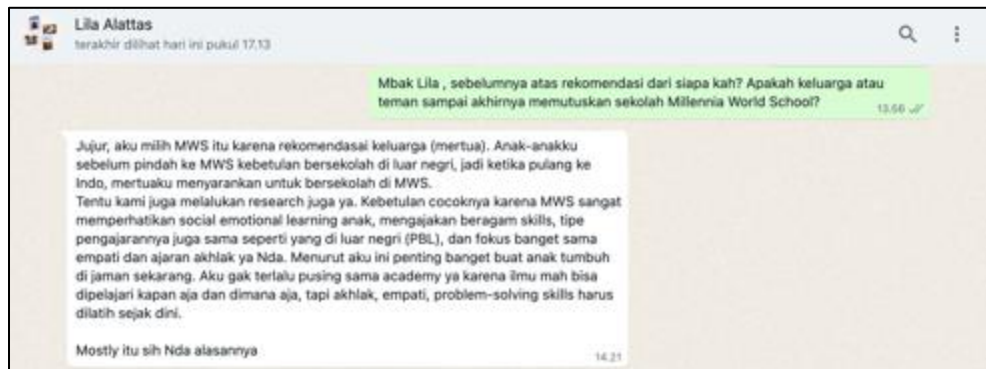 Lila Alattas
terakhir dilihat hari ini pukul 17.13
Mbak Lila , sebelumnya atas rekomendasi dari siapa kah? Apakah keluarga atau
teman sampai akhirnya memutuskan sekolah Millennia World School?
13.56
Jujur, aku milih MWS itu karena rekomendasai keluarga (mertua). Anak-anakku
sebelum pindah ke MWS kebetulan bersekolah di luar negri, jadi ketika pulang ke
Indo, mertuaku menyarankan untuk bersekolah di MWS.
Tentu kami juga melalukan research juga ya. Kebetulan cocoknya karena MWS sangat
memperhatikan social emotional learning anak, mengajakan beragam skills, tipe
pengajarannya juga sama seperti yang di luar negri (PBL), dan fokus banget sama
empati dan ajaran akhlak ya Nda. Menurut aku ini penting banget buat anak tumbuh
di jaman sekarang. Aku gak terlalu pusing sama academy ya karena ilmu mah bisa
dipelajari kapan aja dan dimana aja, tapi akhlak, empati, problem-solving skills harus
dilatih sejak dini.
Mostly itu sih Nda alasannya
14.21